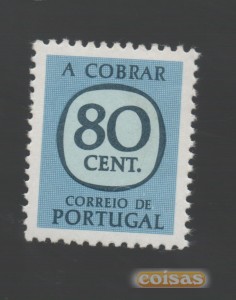 A COBRAR
80
CENT.
CORREIO DE
PORTUGAL
coisas